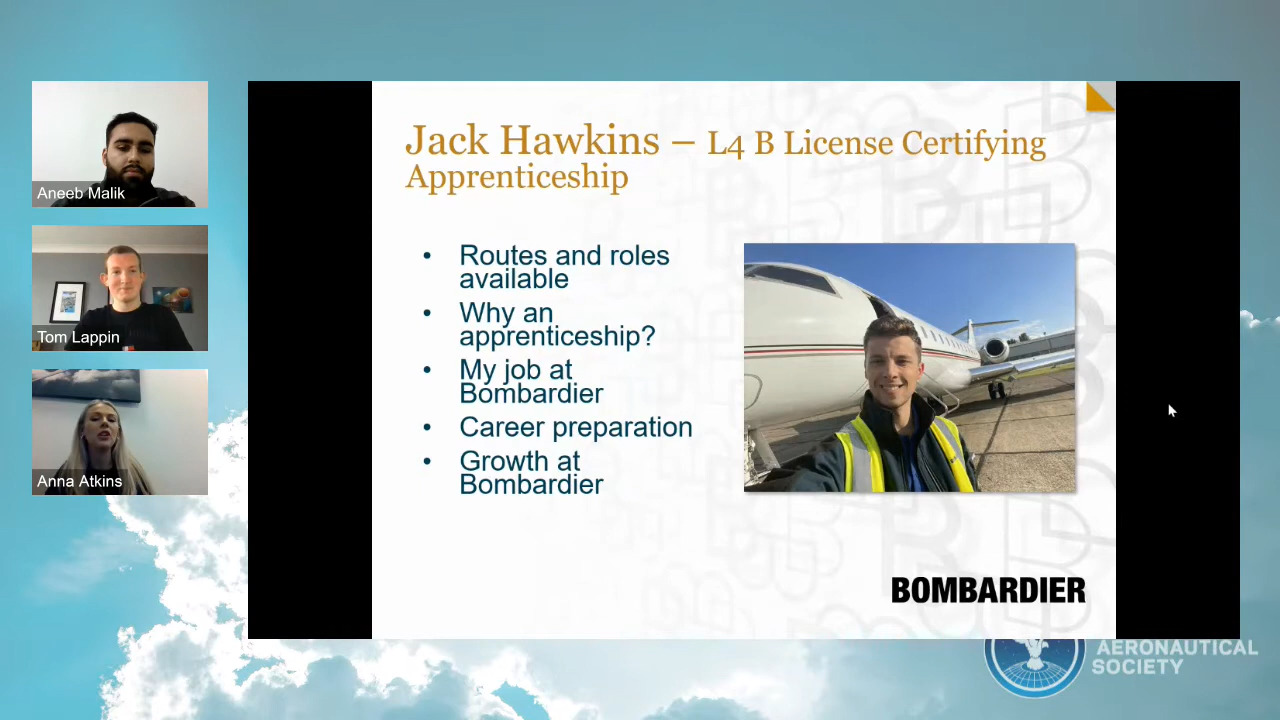 Aneeb Malik
Tom Lappin
Anna Atkins
Jack Hawkins – L4 B License Certifying
Apprenticeship
• Routes and roles
available
• Why an
apprenticeship?
• My job at
Bombardier
• Career preparation
• Growth at
Bombardier
BOMBARDIER
AERONAUTICAL
SOCIETY